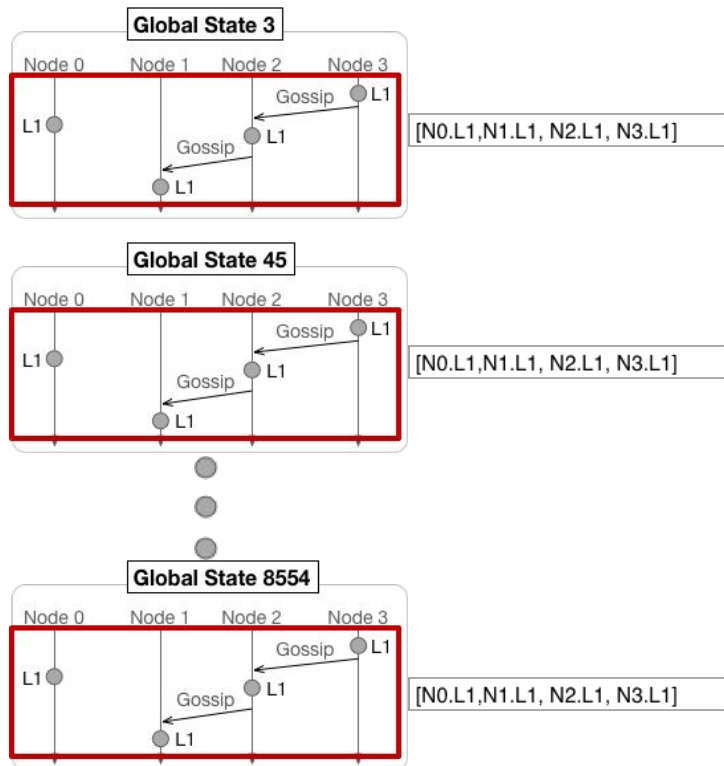 Global State 3
Node 0 Node 1 Node 2 Node 3
Gossip L1
L1 L1 [N0.L1,N1.L1, N2.L1, N3.L1]
Gossip
L1
Global State 45
Node 0 Node 1 Node 2 Node 3
Gossip L1
L1 L1 [N0.L1,N1.L1, N2.L1, N3.L1]
Gossip
L1
Global State 8554
Node 0 Node 1 Node 2 Node 3
Gossip L1
L1 L1 [N0.L1,N1.L1, N2.L1, N3.L1]
Gossip
L1